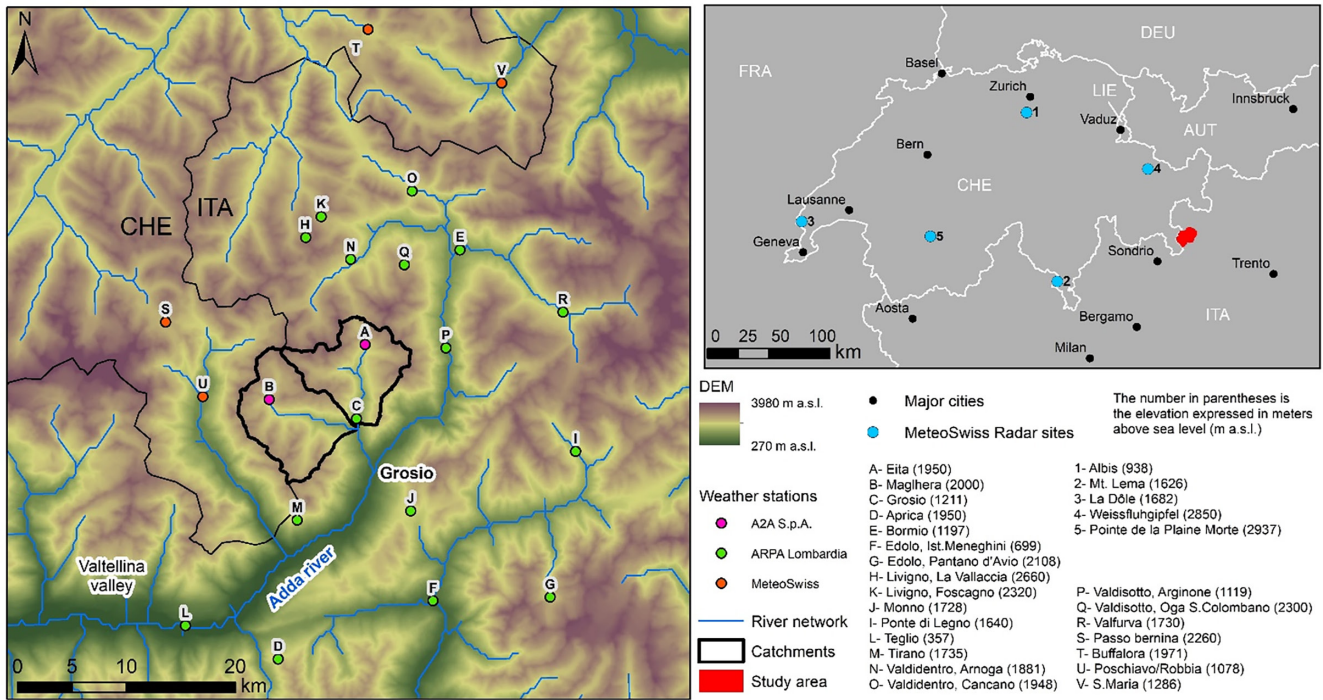 N
T
V
O
K
CHE
ITA
H
N
Q
E
S
R
A
P
U
B
C
I
Grosio
J
M
Valtellina
valley
Adda river
F
G
L
D
0 5 10 20
km
FRA
DEU
Basel
Zurich
1
LIE
Innsbruck
Vaduz
AUT
Bern
4
CHE
Lausanne
3
5
Geneva
Sondrio
Trento
2
Aosta
ITA
Bergamo
0 25 50 100
km
Milan
DEM
3980 m a.s.l.
270 m a.s.l.
Major cities
MeteoSwiss Radar sites
The number in parentheses is
the elevation expressed in meters
above sea level (m a.s.l.)
Weather stations
A2A S.p.A.
ARPA Lombardia
MeteoSwiss
River network
Catchments
Study area
A- Eita (1950)
B- Maglhera (2000)
C- Grosio (1211)
D- Aprica (1950)
E- Bormio (1197)
F- Edolo, Ist.Meneghini (699)
G- Edolo, Pantano d'Avio (2108)
H- Livigno, La Vallaccia (2660)
K- Livigno, Foscagno (2320)
J- Monno (1728)
I- Ponte di Legno (1640)
L- Teglio (357)
M- Tirano (1735)
N- Valdidentro, Arnoga (1881)
O- Valdidentro, Cancano (1948)
1- Albis (938)
2- Mt. Lema (1626)
3- La Dôle (1682)
4- Weissfluhgipfel (2850)
5- Pointe de la Plaine Morte (2937)
P- Valdisotto, Arginone (1119)
Q- Valdisotto, Oga S.Colombano (2300)
R- Valfurva (1730)
S- Passo bernina (2260)
T- Buffalora (1971)
U- Poschiavo/Robbia (1078)
V- S.Maria (1286)